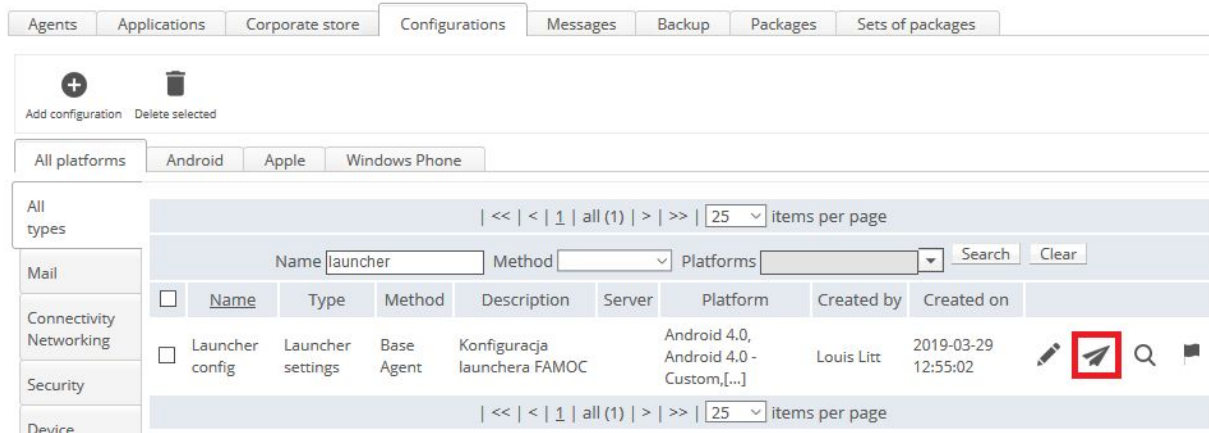 Agents Applications Corporate store Configurations Messages Backup Packages Sets of packages
Add configuration Delete selected
All platforms Android Apple Windows Phone
All
types
| << | < | 1 | all (1) | > | >> | 25 items per page
Mail
Name launcher Method Platforms Search Clear
Name Type Method Description Server Platform Created by Created on
Connectivity
Networking
Launcher
config
Launcher
settings
Base
Agent
Konfiguracja
launchera FAMOC
Android 4.0,
Android 4.0 -
Custom,[...]
Louis Litt
2019-03-29
12:55:02
Security
| << | < | 1 | all (1) | > | >> | 25 items per page
Device